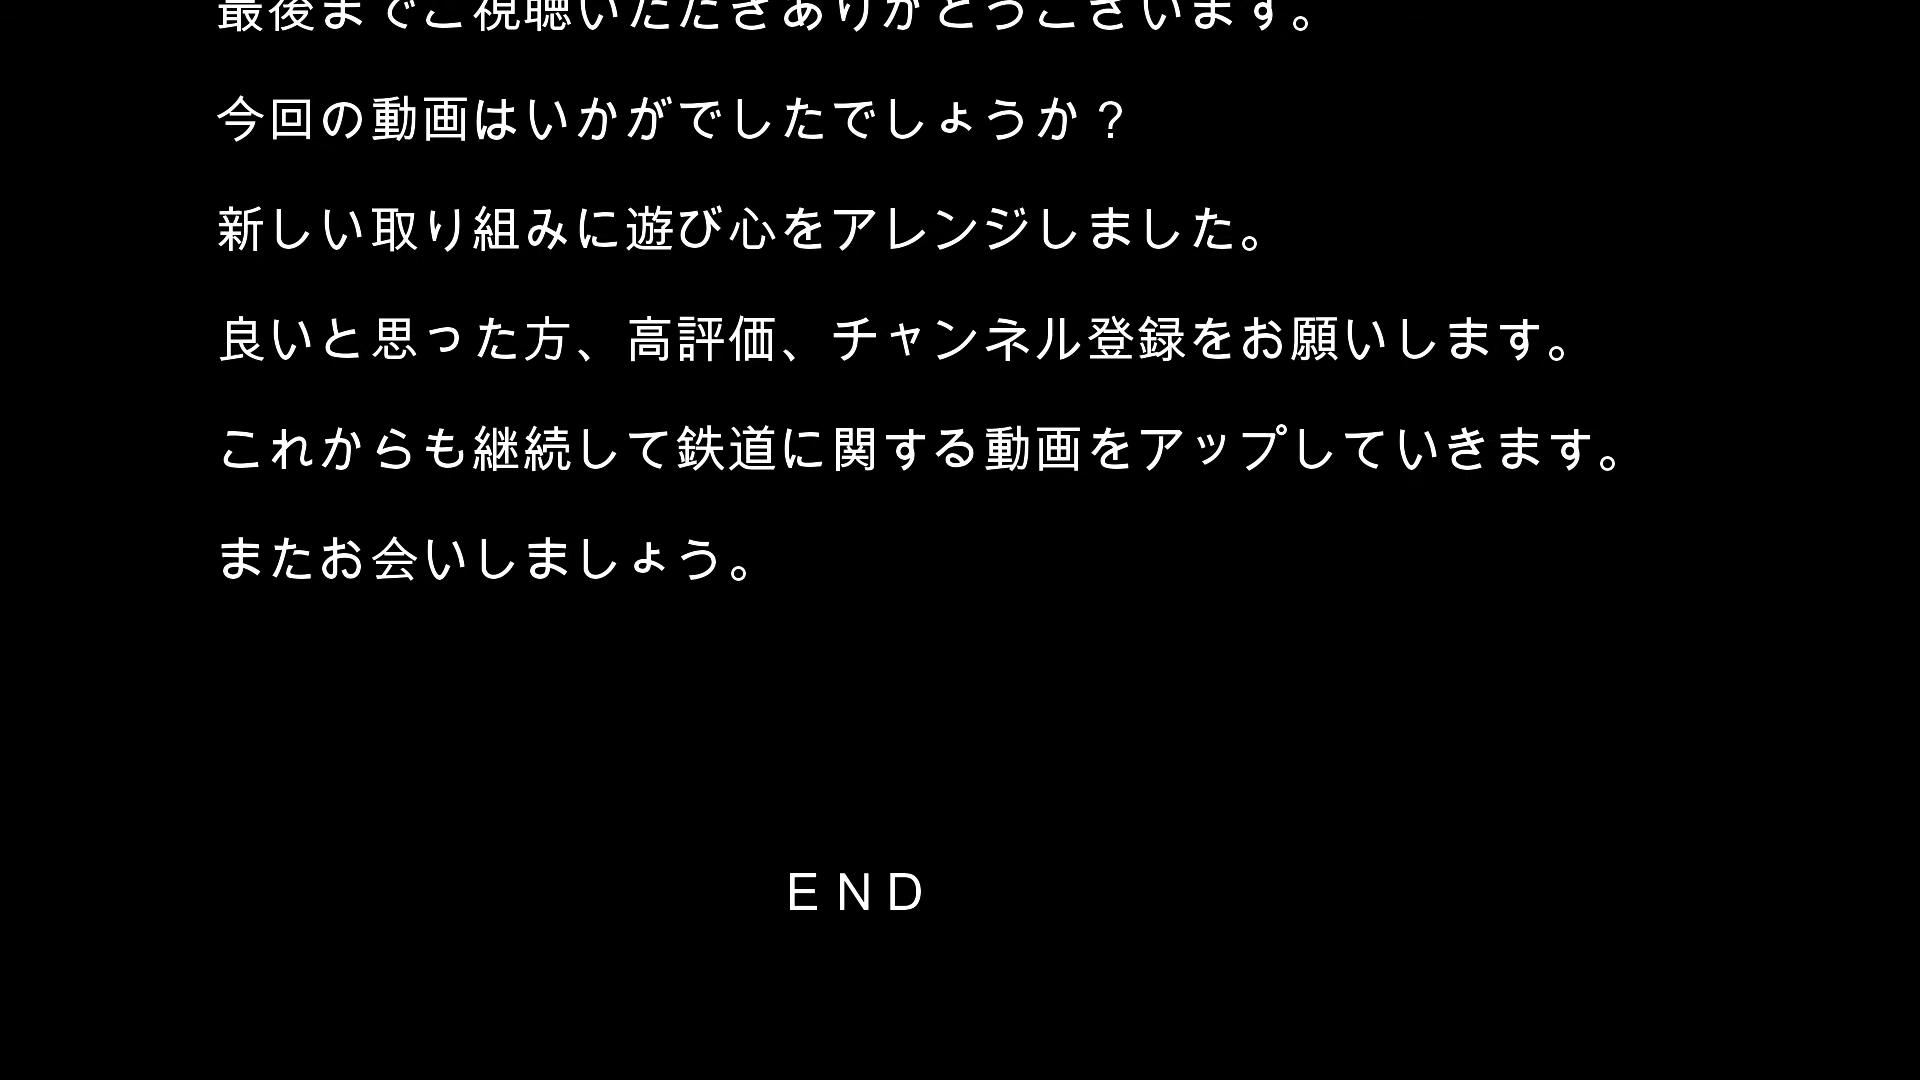 最後までご視聴いただきありがとうございます。
今回の動画はいかがでしたでしょうか？
新しい取り組みに遊び心をアレンジしました。
良いと思った方、高評価、チャンネル登録をお願いします。
これからも継続して鉄道に関する動画をアップしていきます。
またお会いしましょう。
ＥＮＤ